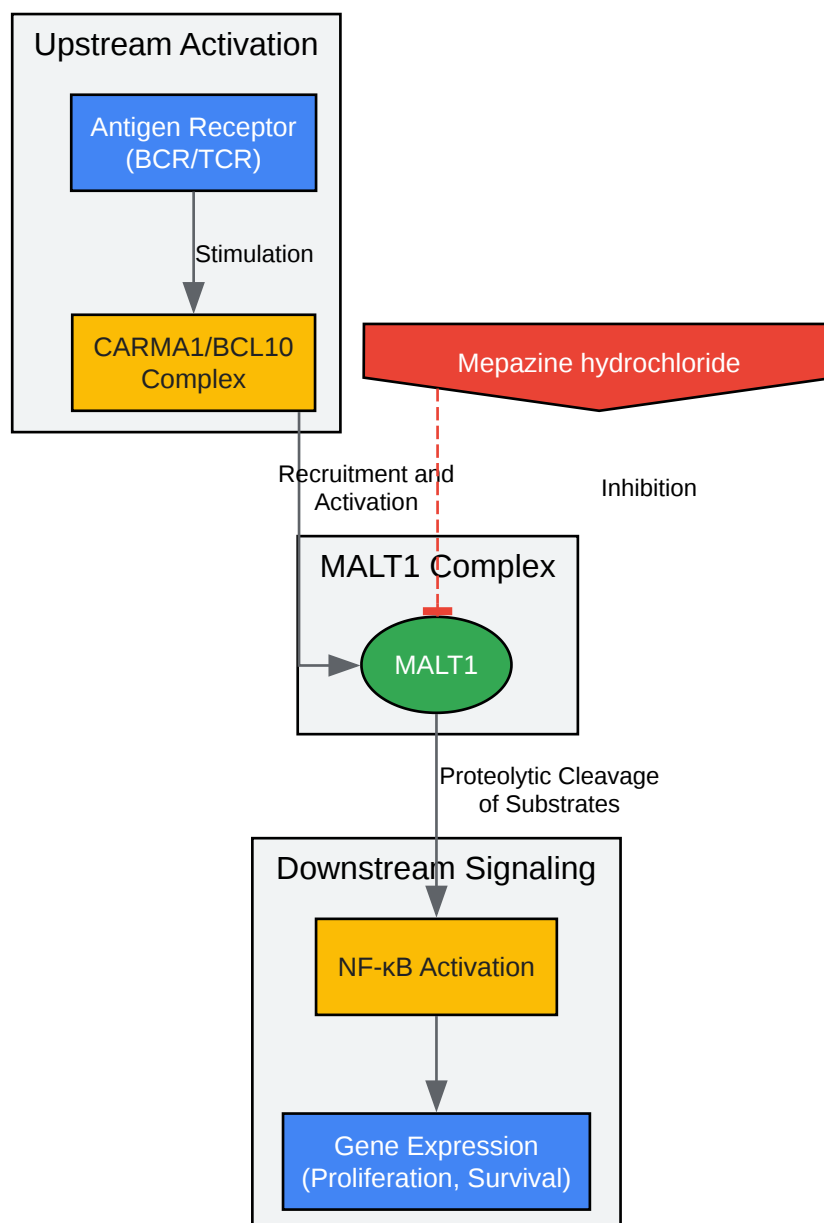 Upstream Activation
Antigen Receptor
(BCR/TCR)
Stimulation
CARMA1/BCL10
Complex
Mepazine hydrochloride
Recruitment and
Activation
Inhibition
MALT1 Complex
MALT1
Proteolytic Cleavage
of Substrates
Downstream Signaling
NF-κB Activation
Gene Expression
(Proliferation, Survival)